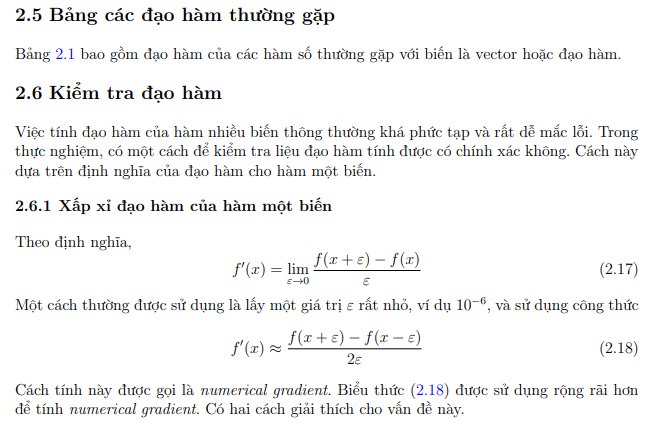 2.5 Bảng các đạo hàm thường gặp
Bảng 2.1 bao gồm đạo hàm của các hàm số thường gặp với biến là vector hoặc đạo hàm.
2.6 Kiểm tra đạo hàm
Việc tính đạo hàm của hàm nhiều biến thông thường khá phức tạp và rất dễ mắc lỗi. Trong
thực nghiệm, có một cách để kiểm tra liệu đạo hàm tính được có chính xác không. Cách này
dựa trên định nghĩa của đạo hàm cho hàm một biến.
2.6.1 Xấp xỉ đạo hàm của hàm một biến
Theo định nghĩa,
f′(x) = lim_{ε→0} (f(x + ε) − f(x)) / ε (2.17)
Một cách thường được sử dụng là lấy một giá trị ε rất nhỏ, ví dụ 10⁻⁶, và sử dụng công thức
f′(x) ≈ (f(x + ε) − f(x − ε)) / 2ε (2.18)
Cách tính này được gọi là numerical gradient. Biểu thức (2.18) được sử dụng rộng rãi hơn
để tính numerical gradient. Có hai cách giải thích cho vấn đề này.